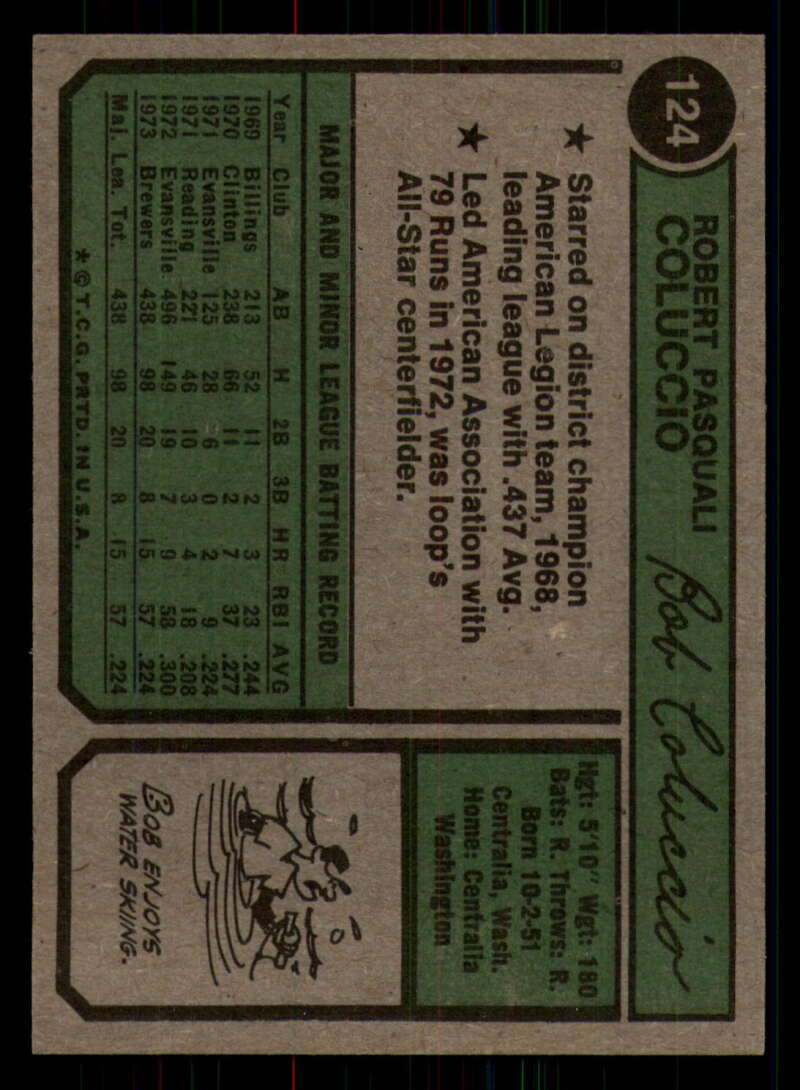 124
ROBERT PASQUALI
COLUCCIO
Bob Coluccio
★ Starred on district champion
American Legion team, 1968,
leading league with .437 Avg.
★ Led American Association with
79 Runs in 1972, was loop's
All-Star centerfielder.
Hgt: 5'10" Wgt: 180
Bats: R. Throws: R.
Born 10-2-51
Centralia, Wash.
Home: Centralia
Washington
MAJOR AND MINOR LEAGUE BATTING RECORD
Year Club AB H 2B 3B HR RBI AVG
1969 Billings 213 52 11 2 3 23 .244
1970 Clinton 238 66 11 2 7 37 .277
1971 Evansville 125 28 6 0 2 9 .224
1971 Reading 221 46 10 3 4 18 .208
1972 Evansville 496 149 19 7 9 58 .300
1973 Brewers 438 98 20 8 15 57 .224
Maj. Lea. Tot. 438 98 20 8 15 57 .224
* © T.C.G. PRTD. IN U.S.A.
BOB ENJOYS
WATER SKIING.